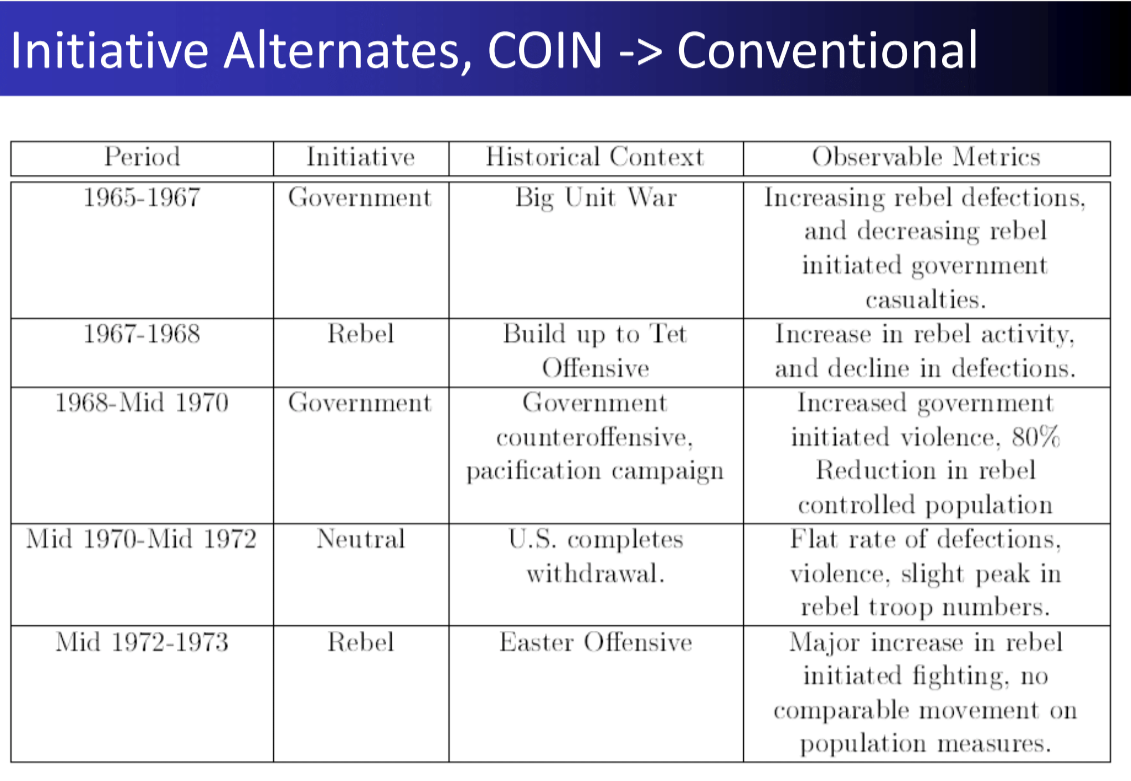 Initiative Alternates, COIN -> Conventional
Period Initiative Historical Context Observable Metrics
1965-1967 Government Big Unit War Increasing rebel defections,
and decreasing rebel
initiated government
casualties.
1967-1968 Rebel Build up to Tet Increase in rebel activity,
Offensive and decline in defections.
1968-Mid 1970 Government Government Increased government
counteroffensive, initiated violence, 80%
pacification campaign Reduction in rebel
controlled population
Mid 1970-Mid 1972 Neutral U.S. completes Flat rate of defections,
withdrawal. violence, slight peak in
rebel troop numbers.
Mid 1972-1973 Rebel Easter Offensive Major increase in rebel
initiated fighting, no
comparable movement on
population measures.